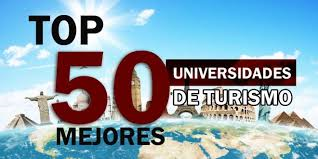 TOP
50
UNIVERSIDADES
DE TURISMO
MEJORES